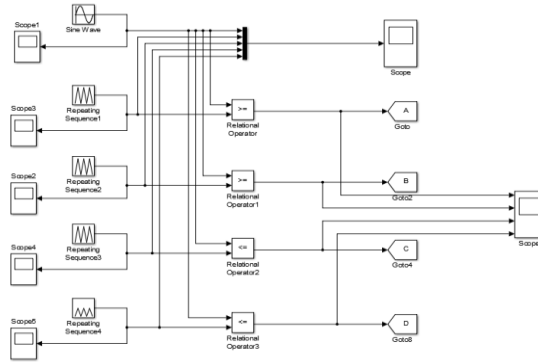 Scope1
Sine Wave
Scope
Scope3
Repeating
Sequence1
>=
Relational
Operator
A
Goto
Scope2
Repeating
Sequence2
>=
Relational
Operator1
B
Goto2
Scope
Scope4
Repeating
Sequence3
<=
Relational
Operator2
C
Goto4
Scope5
Repeating
Sequence4
<=
Relational
Operator3
D
Goto8